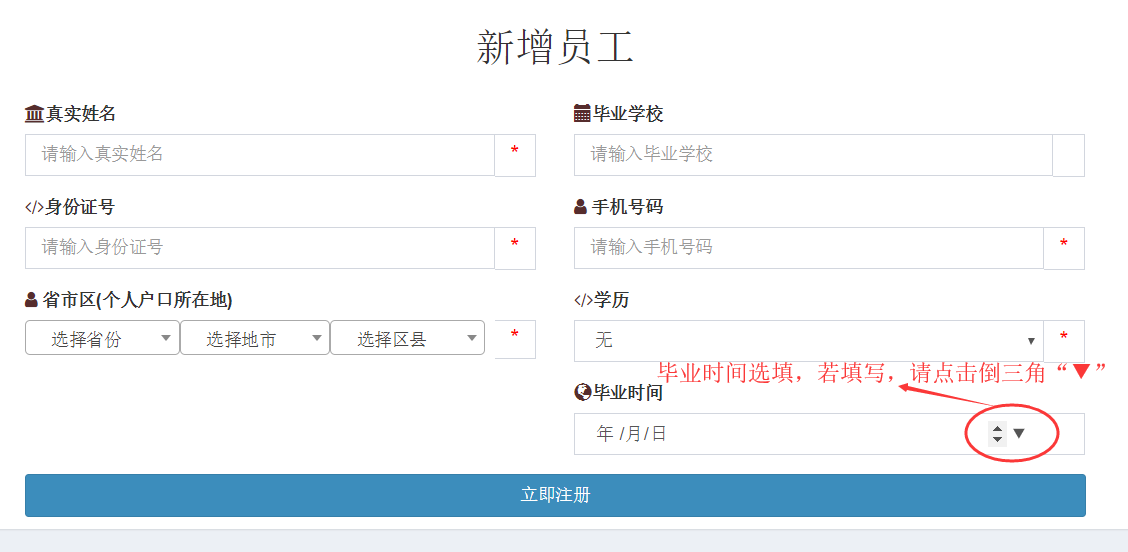 新增员工
真实姓名
请输入真实姓名 *
毕业学校
请输入毕业学校
</>身份证号
请输入身份证号 *
手机号码
请输入手机号码 *
省市区(个人户口所在地)
选择省份 选择地市 选择区县 *
</>学历
无 *
毕业时间选填，若填写，请点击倒三角“▼”
毕业时间
年 /月/日
立即注册